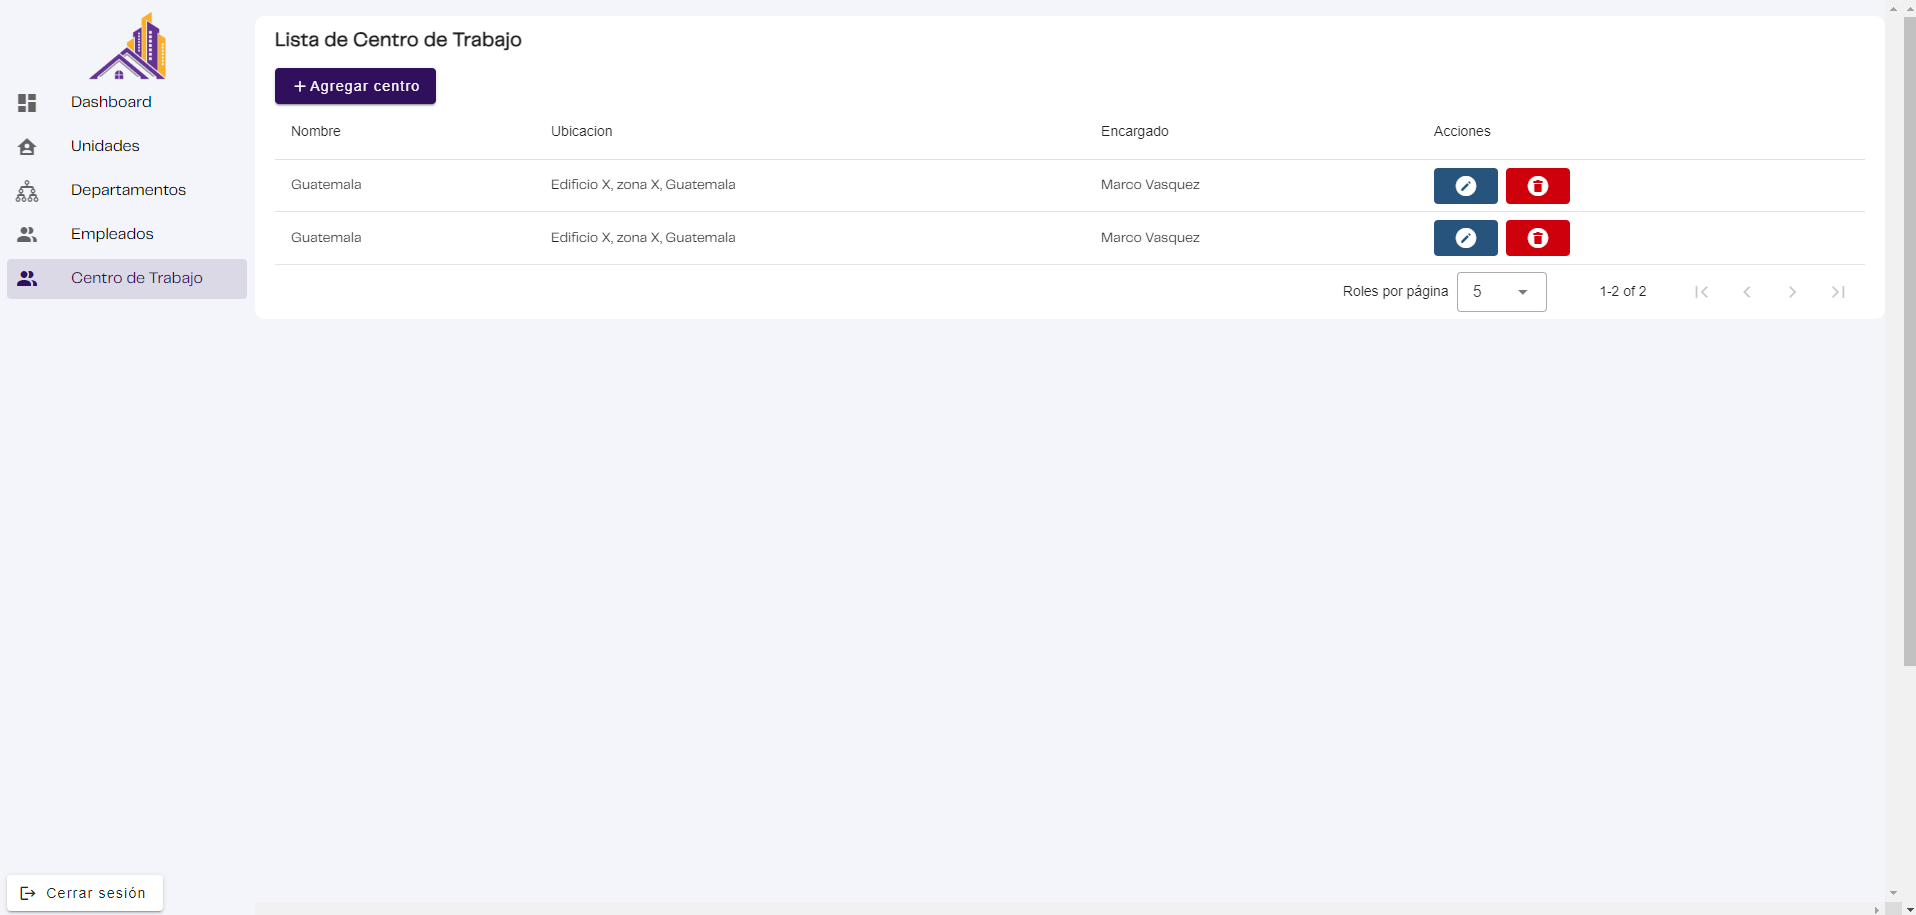 Dashboard
Unidades
Departamentos
Empleados
Centro de Trabajo
Cerrar sesión
Lista de Centro de Trabajo
+ Agregar centro
Nombre Ubicacion Encargado Acciones
Guatemala Edificio X, zona X, Guatemala Marco Vasquez
Guatemala Edificio X, zona X, Guatemala Marco Vasquez
Roles por página 5 1-2 of 2